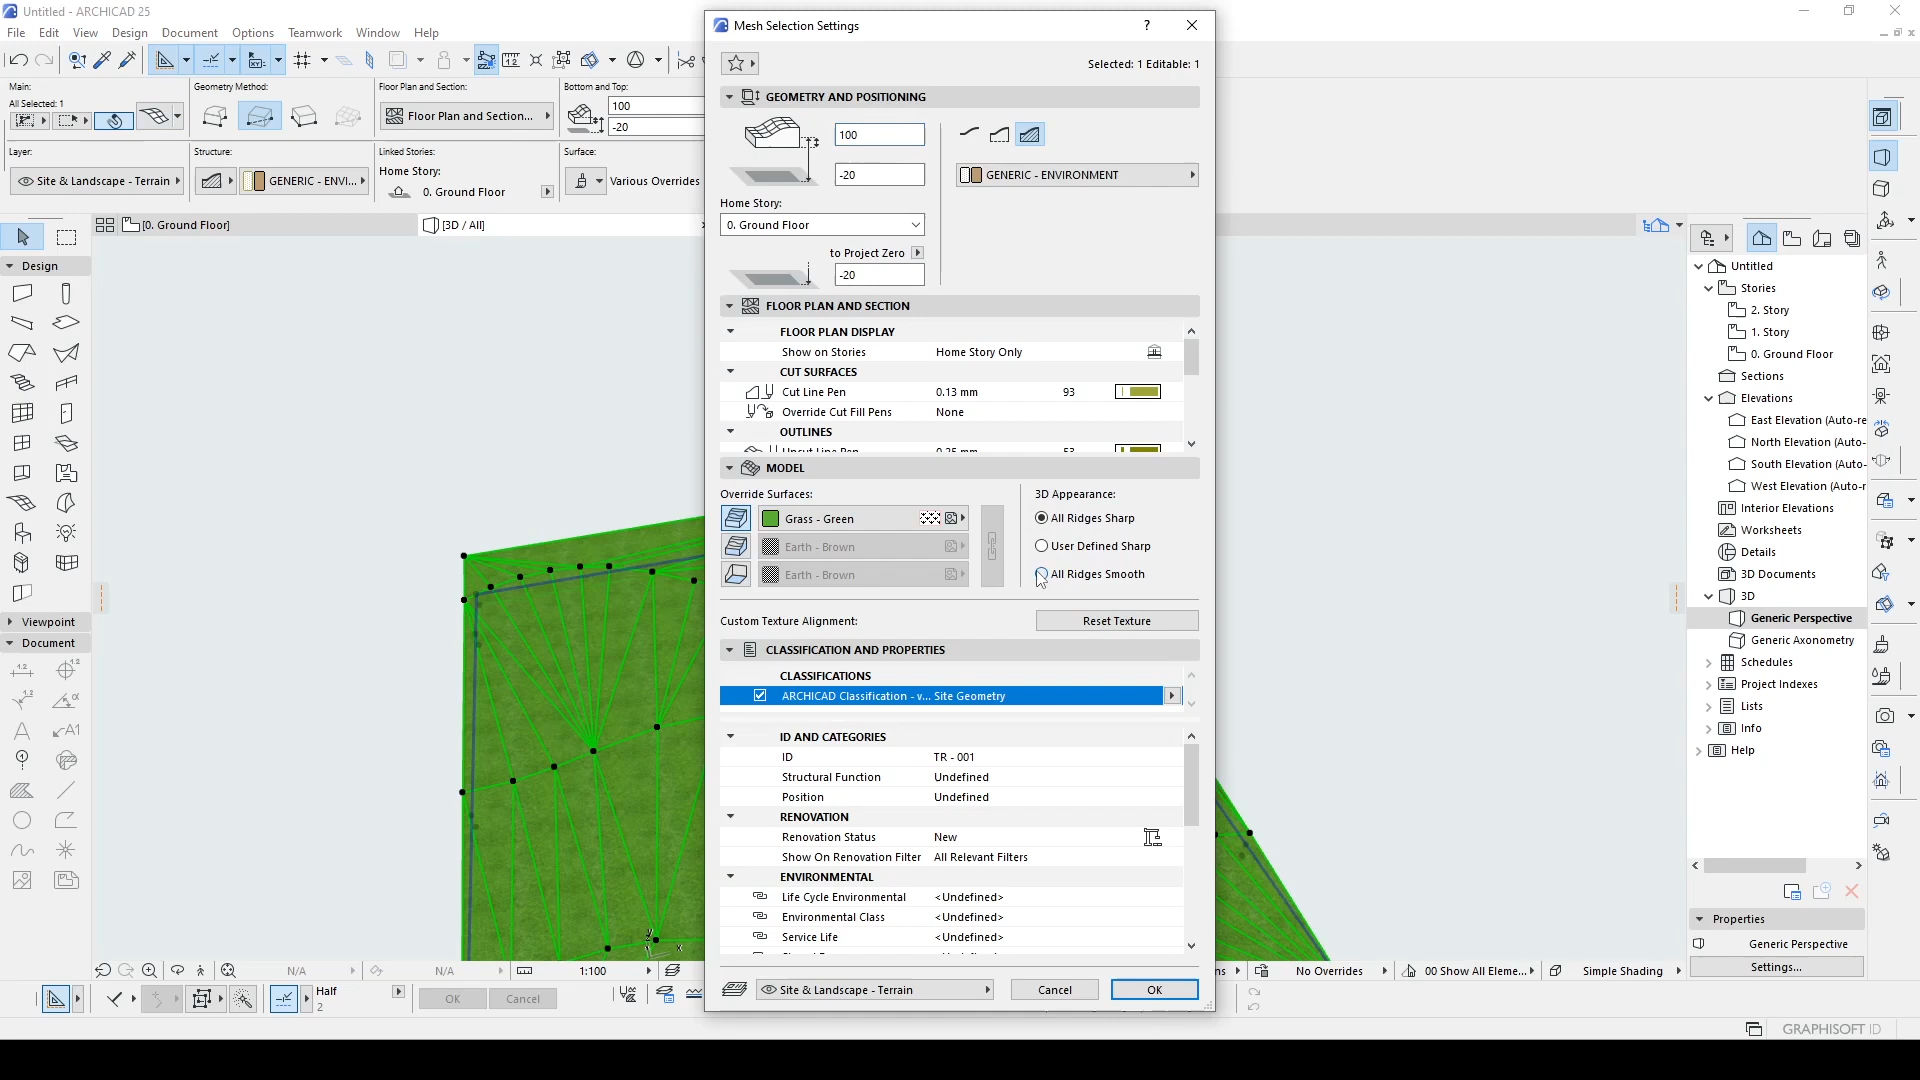 Untitled - ARCHICAD 25
File Edit View Design Document Options Teamwork Window Help
Main:
All Selected: 1
Geometry Method:
Floor Plan and Section:
Floor Plan and Section...
Bottom and Top:
100
-20
Layer:
Site & Landscape - Terrain
Structure:
GENERIC - ENVI...
Linked Stories:
Home Story:
0. Ground Floor
Surface:
Various Overrides
[0. Ground Floor]
[3D / All]
Design
Viewpoint
Document
Mesh Selection Settings
?
Selected: 1 Editable: 1
GEOMETRY AND POSITIONING
100
-20
GENERIC - ENVIRONMENT
Home Story:
0. Ground Floor
to Project Zero
-20
FLOOR PLAN AND SECTION
FLOOR PLAN DISPLAY
Show on Stories Home Story Only
CUT SURFACES
Cut Line Pen 0.13 mm 93
Override Cut Fill Pens None
OUTLINES
Uncut Line Pen 0.25 mm 53
MODEL
Override Surfaces:
3D Appearance:
Grass - Green
All Ridges Sharp
Earth - Brown
User Defined Sharp
Earth - Brown
All Ridges Smooth
Custom Texture Alignment:
Reset Texture
CLASSIFICATION AND PROPERTIES
CLASSIFICATIONS
ARCHICAD Classification - v... Site Geometry
ID AND CATEGORIES
ID TR - 001
Structural Function Undefined
Position Undefined
RENOVATION
Renovation Status New
Show On Renovation Filter All Relevant Filters
ENVIRONMENTAL
Life Cycle Environmental <Undefined>
Environmental Class <Undefined>
Service Life <Undefined>
Site & Landscape - Terrain
Cancel
OK
Untitled
Stories
2. Story
1. Story
0. Ground Floor
Sections
Elevations
East Elevation (Auto-re
North Elevation (Auto-
South Elevation (Auto-
West Elevation (Auto-r
Interior Elevations
Worksheets
Details
3D Documents
3D
Generic Perspective
Generic Axonometry
Schedules
Project Indexes
Lists
Info
Help
Properties
Generic Perspective
Settings...
N/A
N/A
1:100
ns
No Overrides
00 Show All Eleme...
Simple Shading
Half
2
OK
Cancel
GRAPHISOFT ID